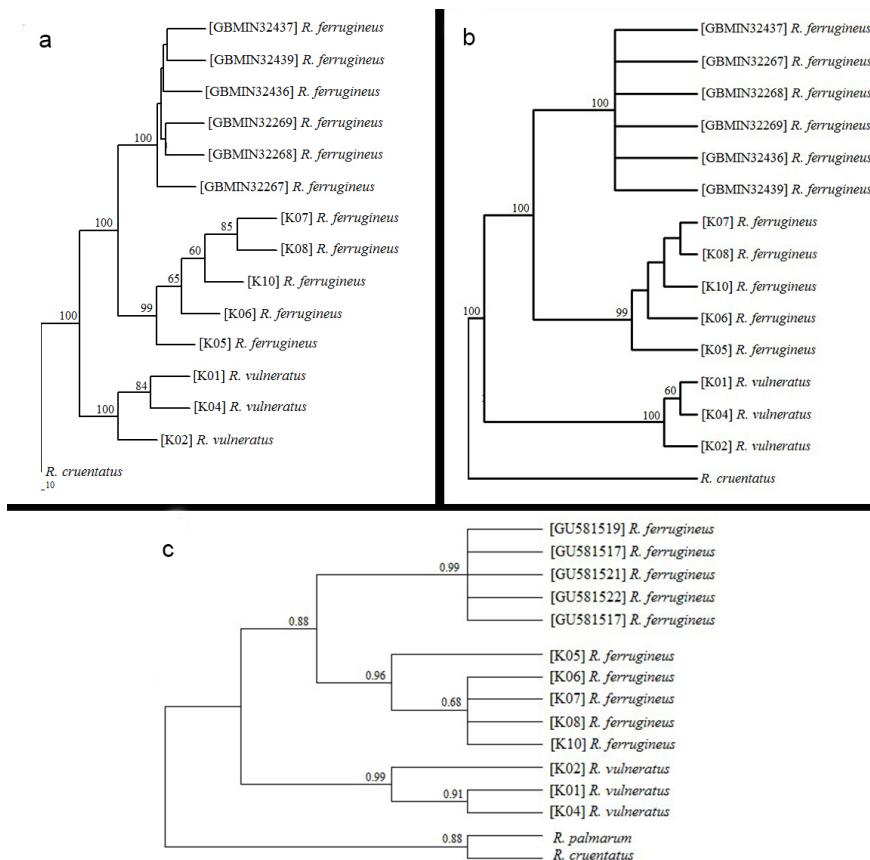 a
[GBMIN32437] R. ferrugineus
[GBMIN32439] R. ferrugineus
[GBMIN32436] R. ferrugineus
[GBMIN32269] R. ferrugineus
100
[GBMIN32268] R. ferrugineus
[GBMIN32267] R. ferrugineus
[K07] R. ferrugineus
85
100
[K08] R. ferrugineus
60
65
[K10] R. ferrugineus
99
[K06] R. ferrugineus
100
[K05] R. ferrugineus
[K01] R. vulneratus
84
[K04] R. vulneratus
100
[K02] R. vulneratus
R. cruentatus
10
b
[GBMIN32437] R. ferrugineus
[GBMIN32267] R. ferrugineus
[GBMIN32268] R. ferrugineus
100
[GBMIN32269] R. ferrugineus
[GBMIN32436] R. ferrugineus
[GBMIN32439] R. ferrugineus
100
[K07] R. ferrugineus
[K08] R. ferrugineus
[K10] R. ferrugineus
100
99
[K06] R. ferrugineus
[K05] R. ferrugineus
[K01] R. vulneratus
60
[K04] R. vulneratus
100
[K02] R. vulneratus
R. cruentatus
c
[GU581519] R. ferrugineus
[GU581517] R. ferrugineus
0.99
[GU581521] R. ferrugineus
[GU581522] R. ferrugineus
[GU581517] R. ferrugineus
0.88
[K05] R. ferrugineus
0.96
[K06] R. ferrugineus
0.68
[K07] R. ferrugineus
[K08] R. ferrugineus
[K10] R. ferrugineus
[K02] R. vulneratus
0.99
[K01] R. vulneratus
0.91
[K04] R. vulneratus
0.88
R. palmarum
R. cruentatus